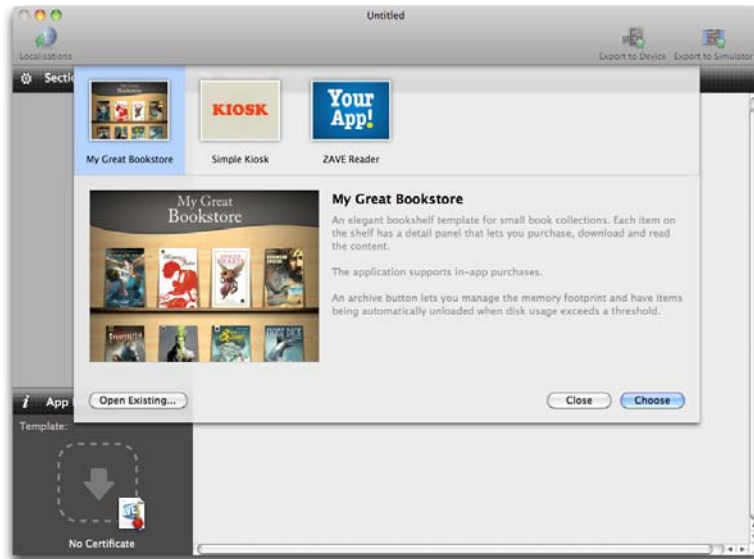 Untitled
Localisations
Export to Device
Export to Simulator
Secti
My Great Bookstore
KIOSK
Simple Kiosk
Your
App!
ZAVE Reader
My Great
Bookstore
My Great Bookstore
An elegant bookshelf template for small book collections. Each item on
the shelf has a detail panel that lets you purchase, download and read
the content.
The application supports in-app purchases.
An archive button lets you manage the memory footprint and have items
being automatically unloaded when disk usage exceeds a threshold.
Open Existing...
Close
Choose
App
Template:
No Certificate